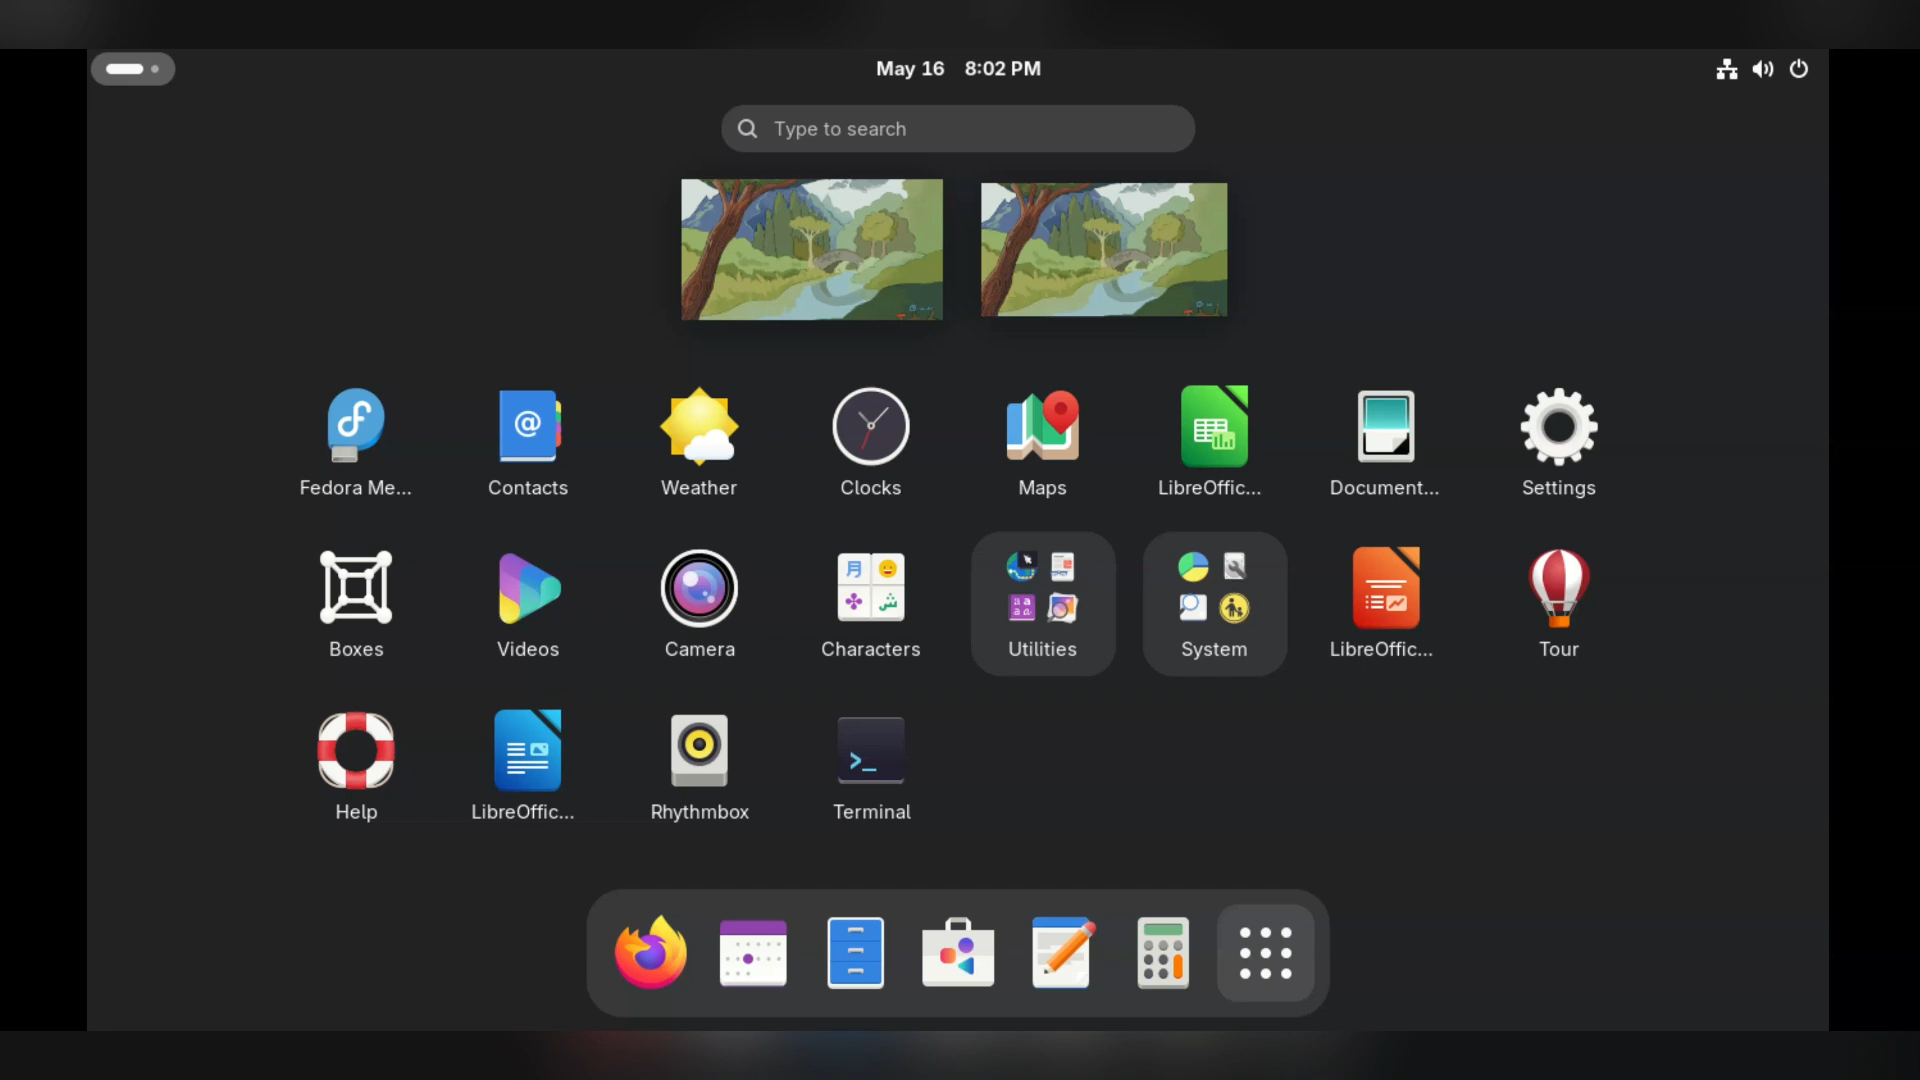 May 16 8:02 PM
Type to search
Fedora Me...
Contacts
Weather
Clocks
Maps
LibreOffic...
Document...
Settings
Boxes
Videos
Camera
Characters
Utilities
System
LibreOffic...
Tour
Help
LibreOffic...
Rhythmbox
Terminal